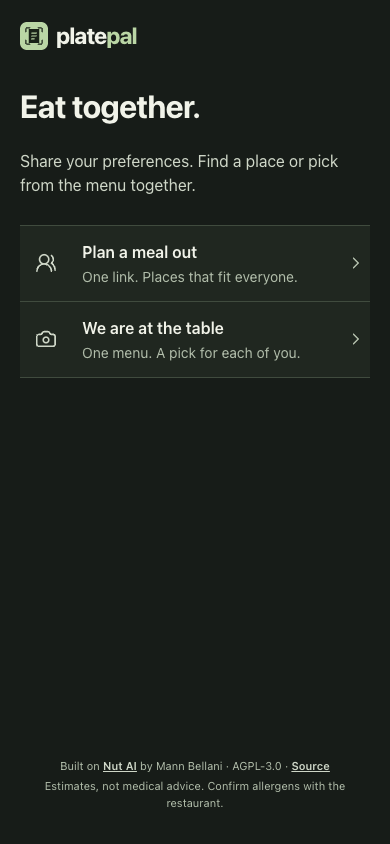 platepal
Eat together.
Share your preferences. Find a place or pick
from the menu together.
Plan a meal out
One link. Places that fit everyone.
We are at the table
One menu. A pick for each of you.
Built on Nut AI by Mann Bellani · AGPL-3.0 · Source
Estimates, not medical advice. Confirm allergens with the
restaurant.